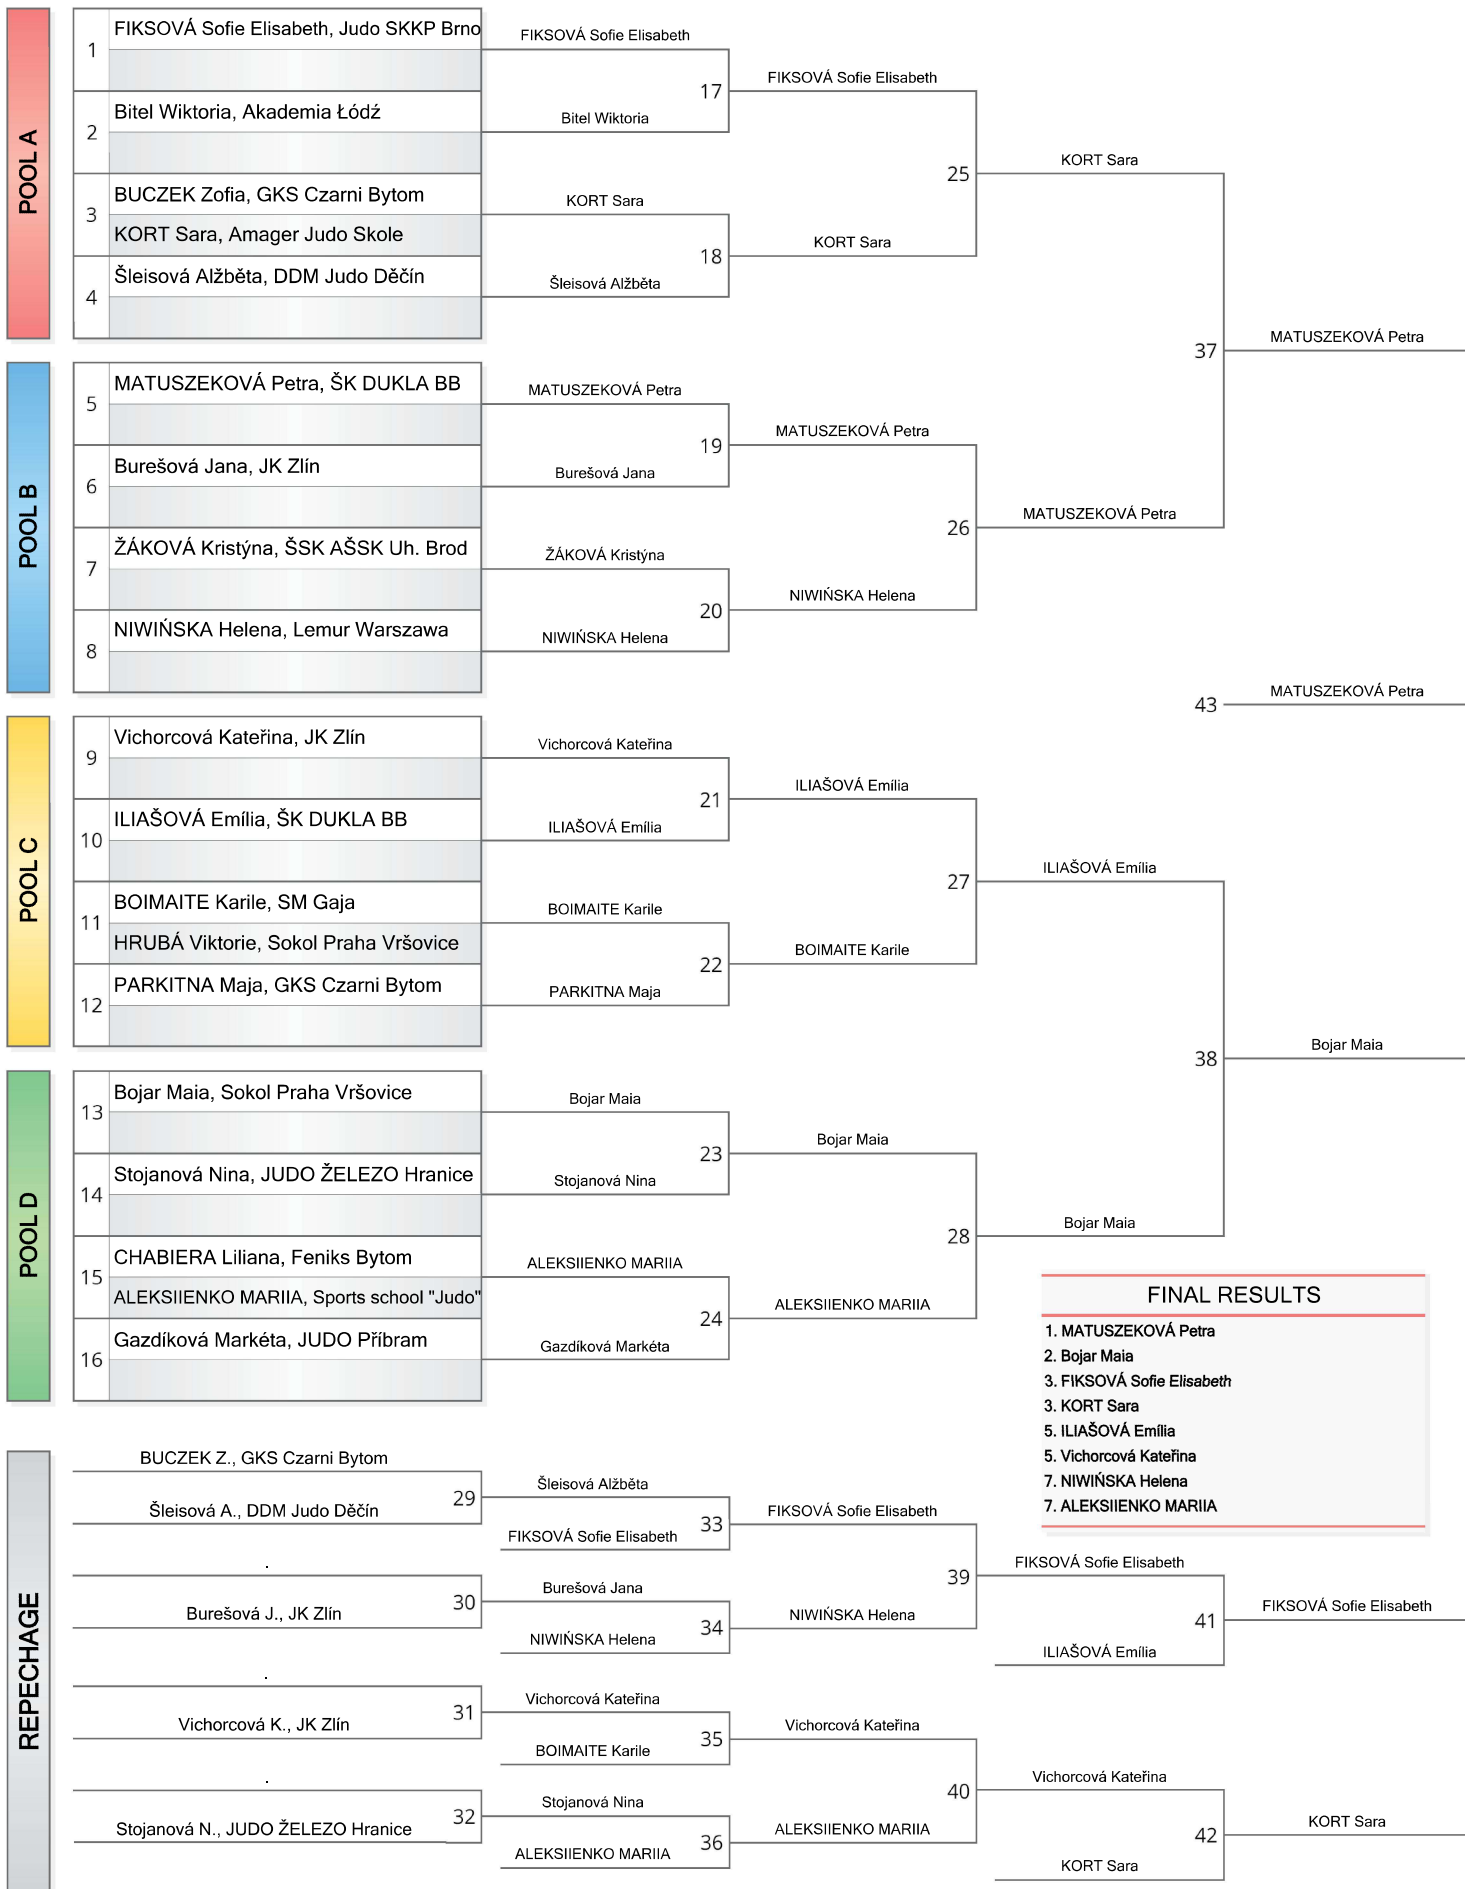 POOL A
1
FIKSOVÁ Sofie Elisabeth, Judo SKKP Brno
2
Bitel Wiktoria, Akademia Łódź
3
BUCZEK Zofia, GKS Czarni Bytom
KORT Sara, Amager Judo Skole
4
Šleisová Alžběta, DDM Judo Děčín
FIKSOVÁ Sofie Elisabeth
17
Bitel Wiktoria
KORT Sara
18
Šleisová Alžběta
FIKSOVÁ Sofie Elisabeth
25
KORT Sara
KORT Sara
POOL B
5
MATUSZEKOVÁ Petra, ŠK DUKLA BB
6
Burešová Jana, JK Zlín
7
ŽÁKOVÁ Kristýna, ŠSK AŠSK Uh. Brod
8
NIWIŃSKA Helena, Lemur Warszawa
MATUSZEKOVÁ Petra
19
Burešová Jana
ŽÁKOVÁ Kristýna
20
NIWIŃSKA Helena
MATUSZEKOVÁ Petra
26
NIWIŃSKA Helena
MATUSZEKOVÁ Petra
37
MATUSZEKOVÁ Petra
43
MATUSZEKOVÁ Petra
POOL C
9
Vichorcová Kateřina, JK Zlín
10
ILIAŠOVÁ Emília, ŠK DUKLA BB
11
BOIMAITE Karile, SM Gaja
HRUBÁ Viktorie, Sokol Praha Vršovice
12
PARKITNA Maja, GKS Czarni Bytom
Vichorcová Kateřina
21
ILIAŠOVÁ Emília
BOIMAITE Karile
22
PARKITNA Maja
ILIAŠOVÁ Emília
27
BOIMAITE Karile
ILIAŠOVÁ Emília
38
Bojar Maia
POOL D
13
Bojar Maia, Sokol Praha Vršovice
14
Stojanová Nina, JUDO ŽELEZO Hranice
15
CHABIERA Liliana, Feniks Bytom
ALEKSIIENKO MARIIA, Sports school "Judo"
16
Gazdíková Markéta, JUDO Příbram
Bojar Maia
23
Stojanová Nina
ALEKSIIENKO MARIIA
24
Gazdíková Markéta
Bojar Maia
28
ALEKSIIENKO MARIIA
Bojar Maia
FINAL RESULTS
1. MATUSZEKOVÁ Petra
2. Bojar Maia
3. FIKSOVÁ Sofie Elisabeth
3. KORT Sara
5. ILIAŠOVÁ Emília
5. Vichorcová Kateřina
7. NIWIŃSKA Helena
7. ALEKSIIENKO MARIIA
REPECHAGE
BUCZEK Z., GKS Czarni Bytom
29
Šleisová A., DDM Judo Děčín
.
30
Burešová J., JK Zlín
.
31
Vichorcová K., JK Zlín
.
32
Stojanová N., JUDO ŽELEZO Hranice
Šleisová Alžběta
33
FIKSOVÁ Sofie Elisabeth
Burešová Jana
34
NIWIŃSKA Helena
Vichorcová Kateřina
35
BOIMAITE Karile
Stojanová Nina
36
ALEKSIIENKO MARIIA
FIKSOVÁ Sofie Elisabeth
39
NIWIŃSKA Helena
Vichorcová Kateřina
40
ALEKSIIENKO MARIIA
FIKSOVÁ Sofie Elisabeth
41
ILIAŠOVÁ Emília
Vichorcová Kateřina
42
KORT Sara
FIKSOVÁ Sofie Elisabeth
KORT Sara